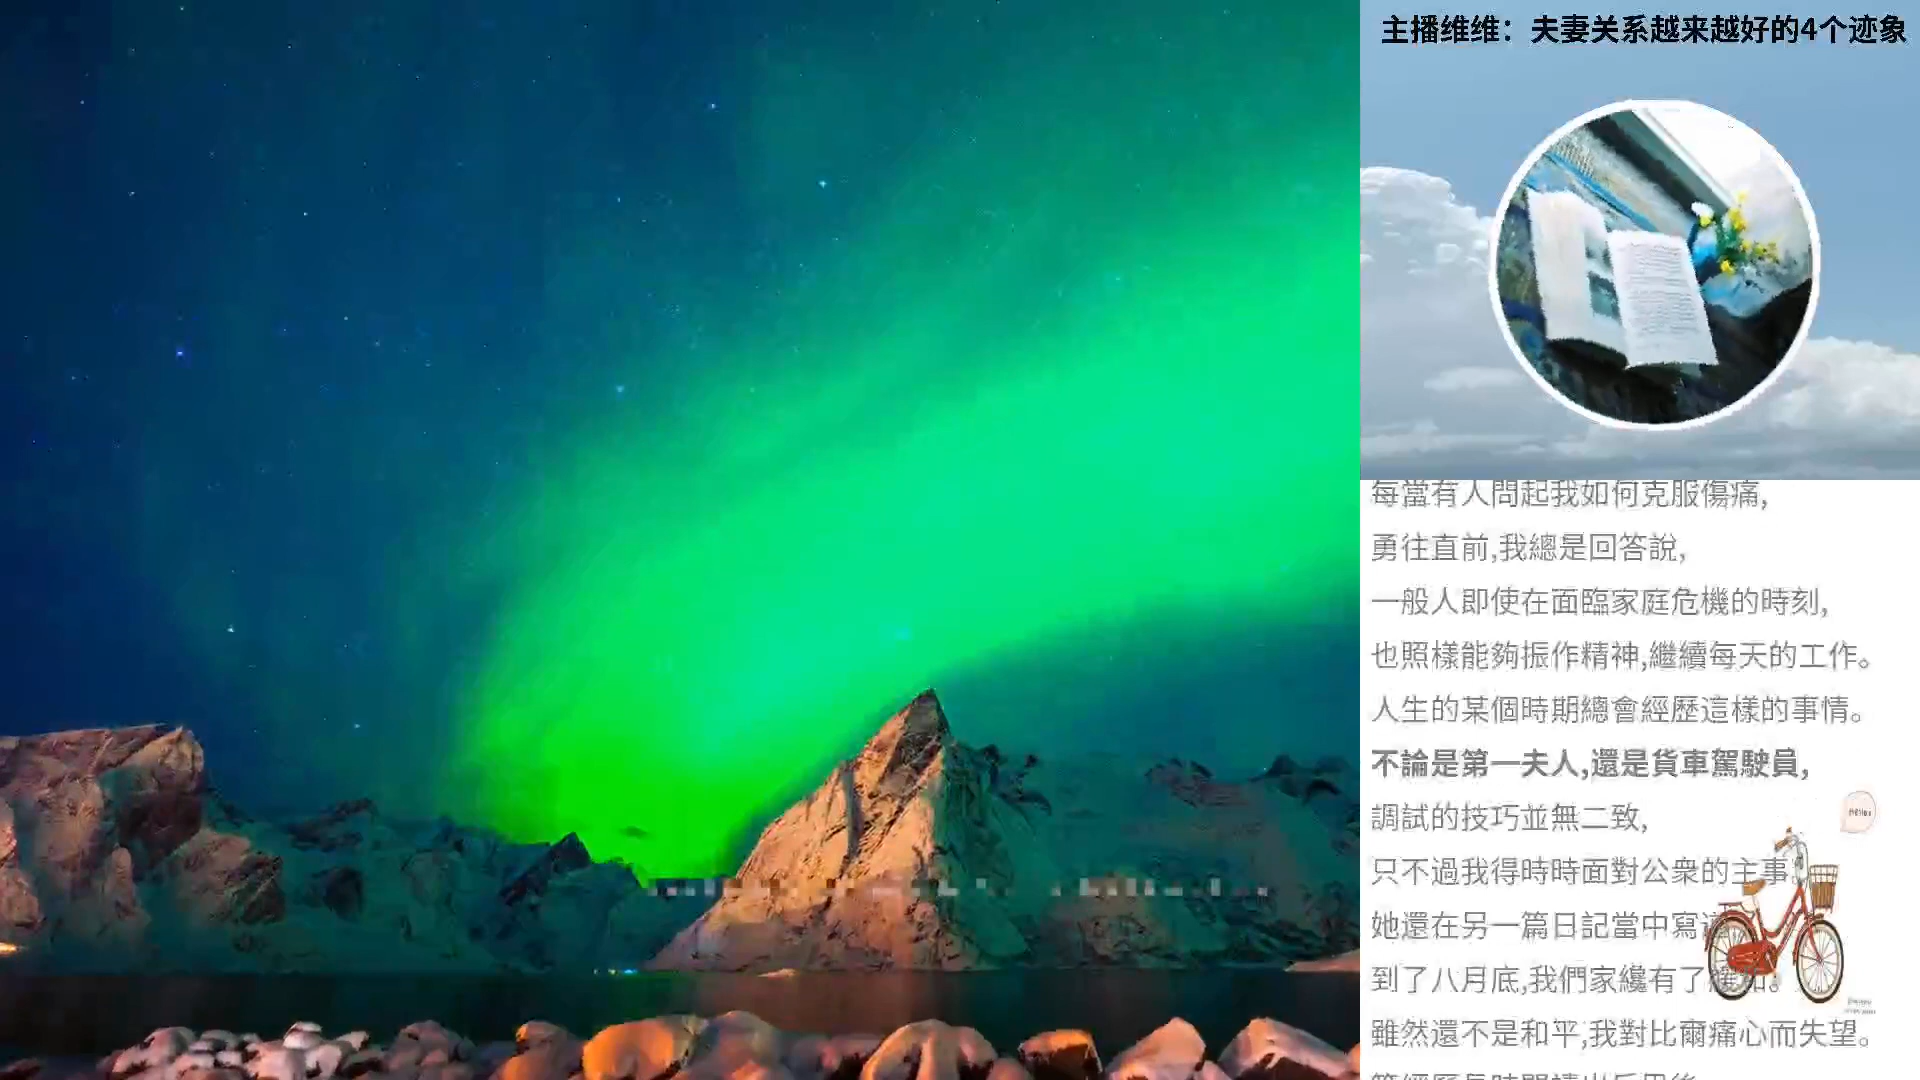 主播维维：夫妻关系越来越好的4个迹象
每當有人問起我如何克服傷痛,
勇往直前,我總是回答說,
一般人即使在面臨家庭危機的時刻,
也照樣能夠振作精神,繼續每天的工作。
人生的某個時期總會經歷這樣的事情。
不論是第一夫人,還是貨車駕駛員,
調試的技巧並無二致,
只不過我得時時面對公衆的主事。
她還在另一篇日記當中寫道
到了八月底,我們家纔有了
雖然還不是和平,我對比爾痛心而失望。